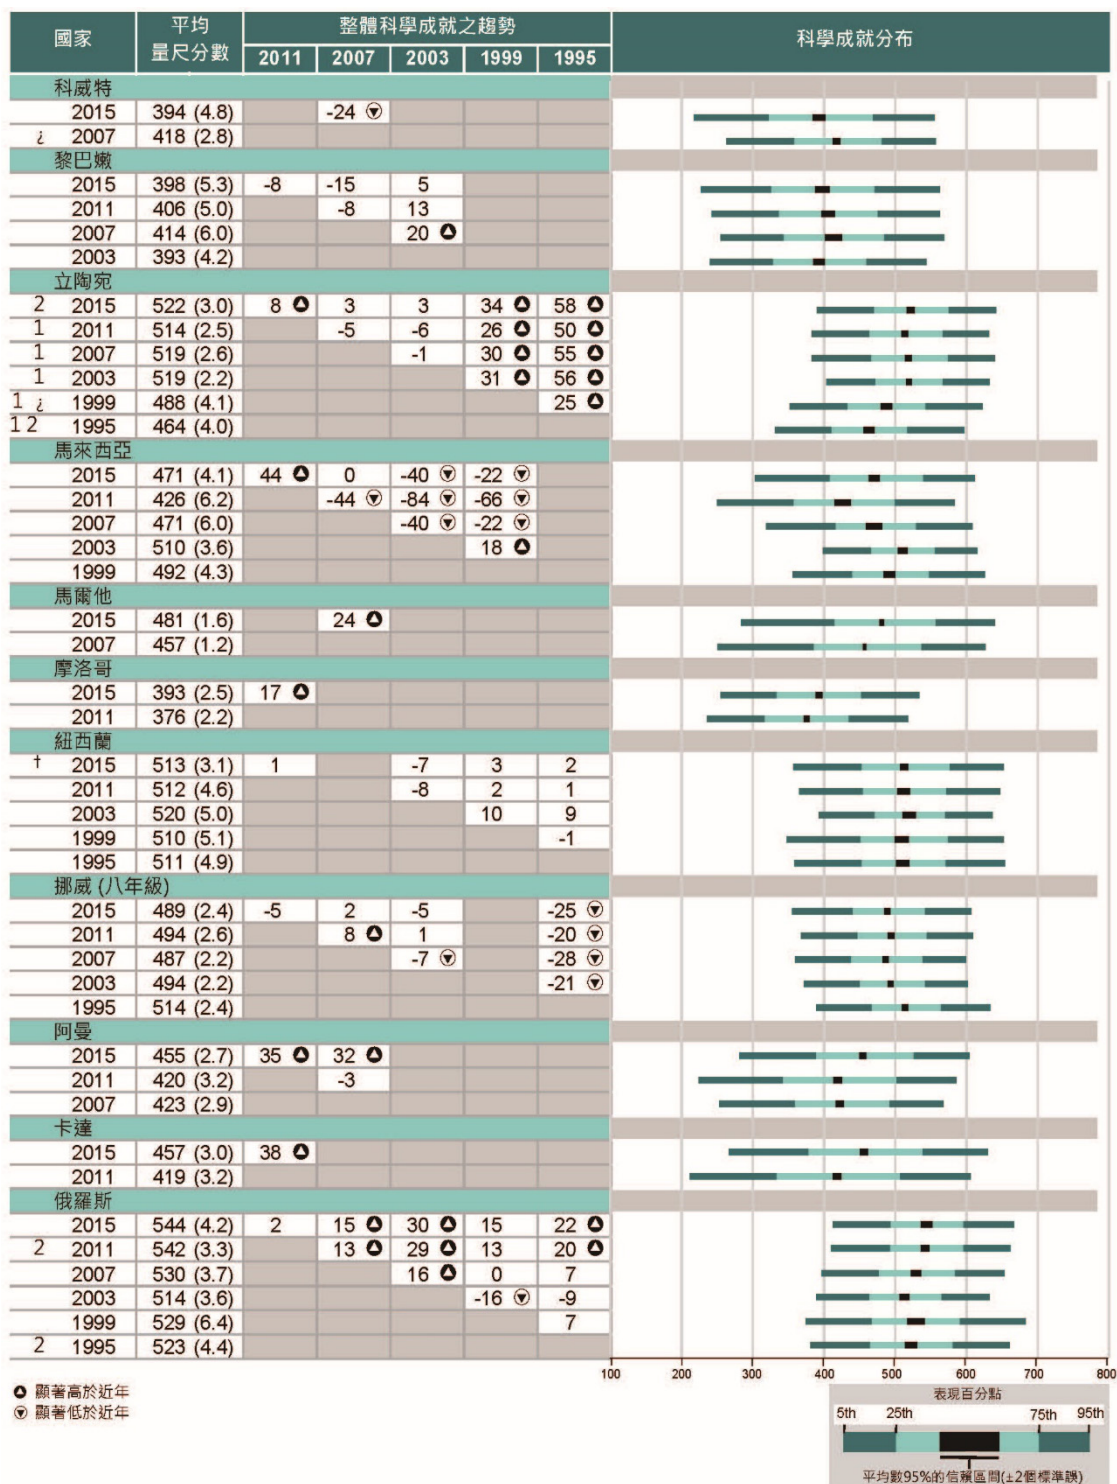 國家 平均 量尺分數 整體科學成就之趨勢 科學成就分布
2011 2007 2003 1999 1995
科威特
2015 394 (4.8) -24 ▼
¿ 2007 418 (2.8)
黎巴嫩
2015 398 (5.3) -8 -15 5
2011 406 (5.0) -8 13
2007 414 (6.0) 20 ▲
2003 393 (4.2)
立陶宛
2 2015 522 (3.0) 8 ▲ 3 3 34 ▲ 58 ▲
1 2011 514 (2.5) -5 -6 26 ▲ 50 ▲
1 2007 519 (2.6) -1 30 ▲ 55 ▲
1 2003 519 (2.2) 31 ▲ 56 ▲
1 ¿ 1999 488 (4.1) 25 ▲
1 2 1995 464 (4.0)
馬來西亞
2015 471 (4.1) 44 ▲ 0 -40 ▼ -22 ▼
2011 426 (6.2) -44 ▼ -84 ▼ -66 ▼
2007 471 (6.0) -40 ▼ -22 ▼
2003 510 (3.6) 18 ▲
1999 492 (4.3)
馬爾他
2015 481 (1.6) 24 ▲
2007 457 (1.2)
摩洛哥
2015 393 (2.5) 17 ▲
2011 376 (2.2)
紐西蘭
† 2015 513 (3.1) 1 -7 3 2
2011 512 (4.6) -8 2 1
2003 520 (5.0) 10 9
1999 510 (5.1) -1
1995 511 (4.9)
挪威 (八年級)
2015 489 (2.4) -5 2 -5 -25 ▼
2011 494 (2.6) 8 ▲ 1 -20 ▼
2007 487 (2.2) -7 ▼ -28 ▼
2003 494 (2.2) -21 ▼
1995 514 (2.4)
阿曼
2015 455 (2.7) 35 ▲ 32 ▲
2011 420 (3.2) -3
2007 423 (2.9)
卡達
2015 457 (3.0) 38 ▲
2011 419 (3.2)
俄羅斯
2015 544 (4.2) 2 15 ▲ 30 ▲ 15 22 ▲
2 2011 542 (3.3) 13 ▲ 29 ▲ 13 20 ▲
2007 530 (3.7) 16 ▲ 0 7
2003 514 (3.6) -16 ▼ -9
1999 529 (6.4) 7
2 1995 523 (4.4)
100 200 300 400 500 600 700 800
▲ 顯著高於近年
▼ 顯著低於近年
表現百分點
5th 25th 75th 95th
平均數95%的信賴區間(±2個標準誤)